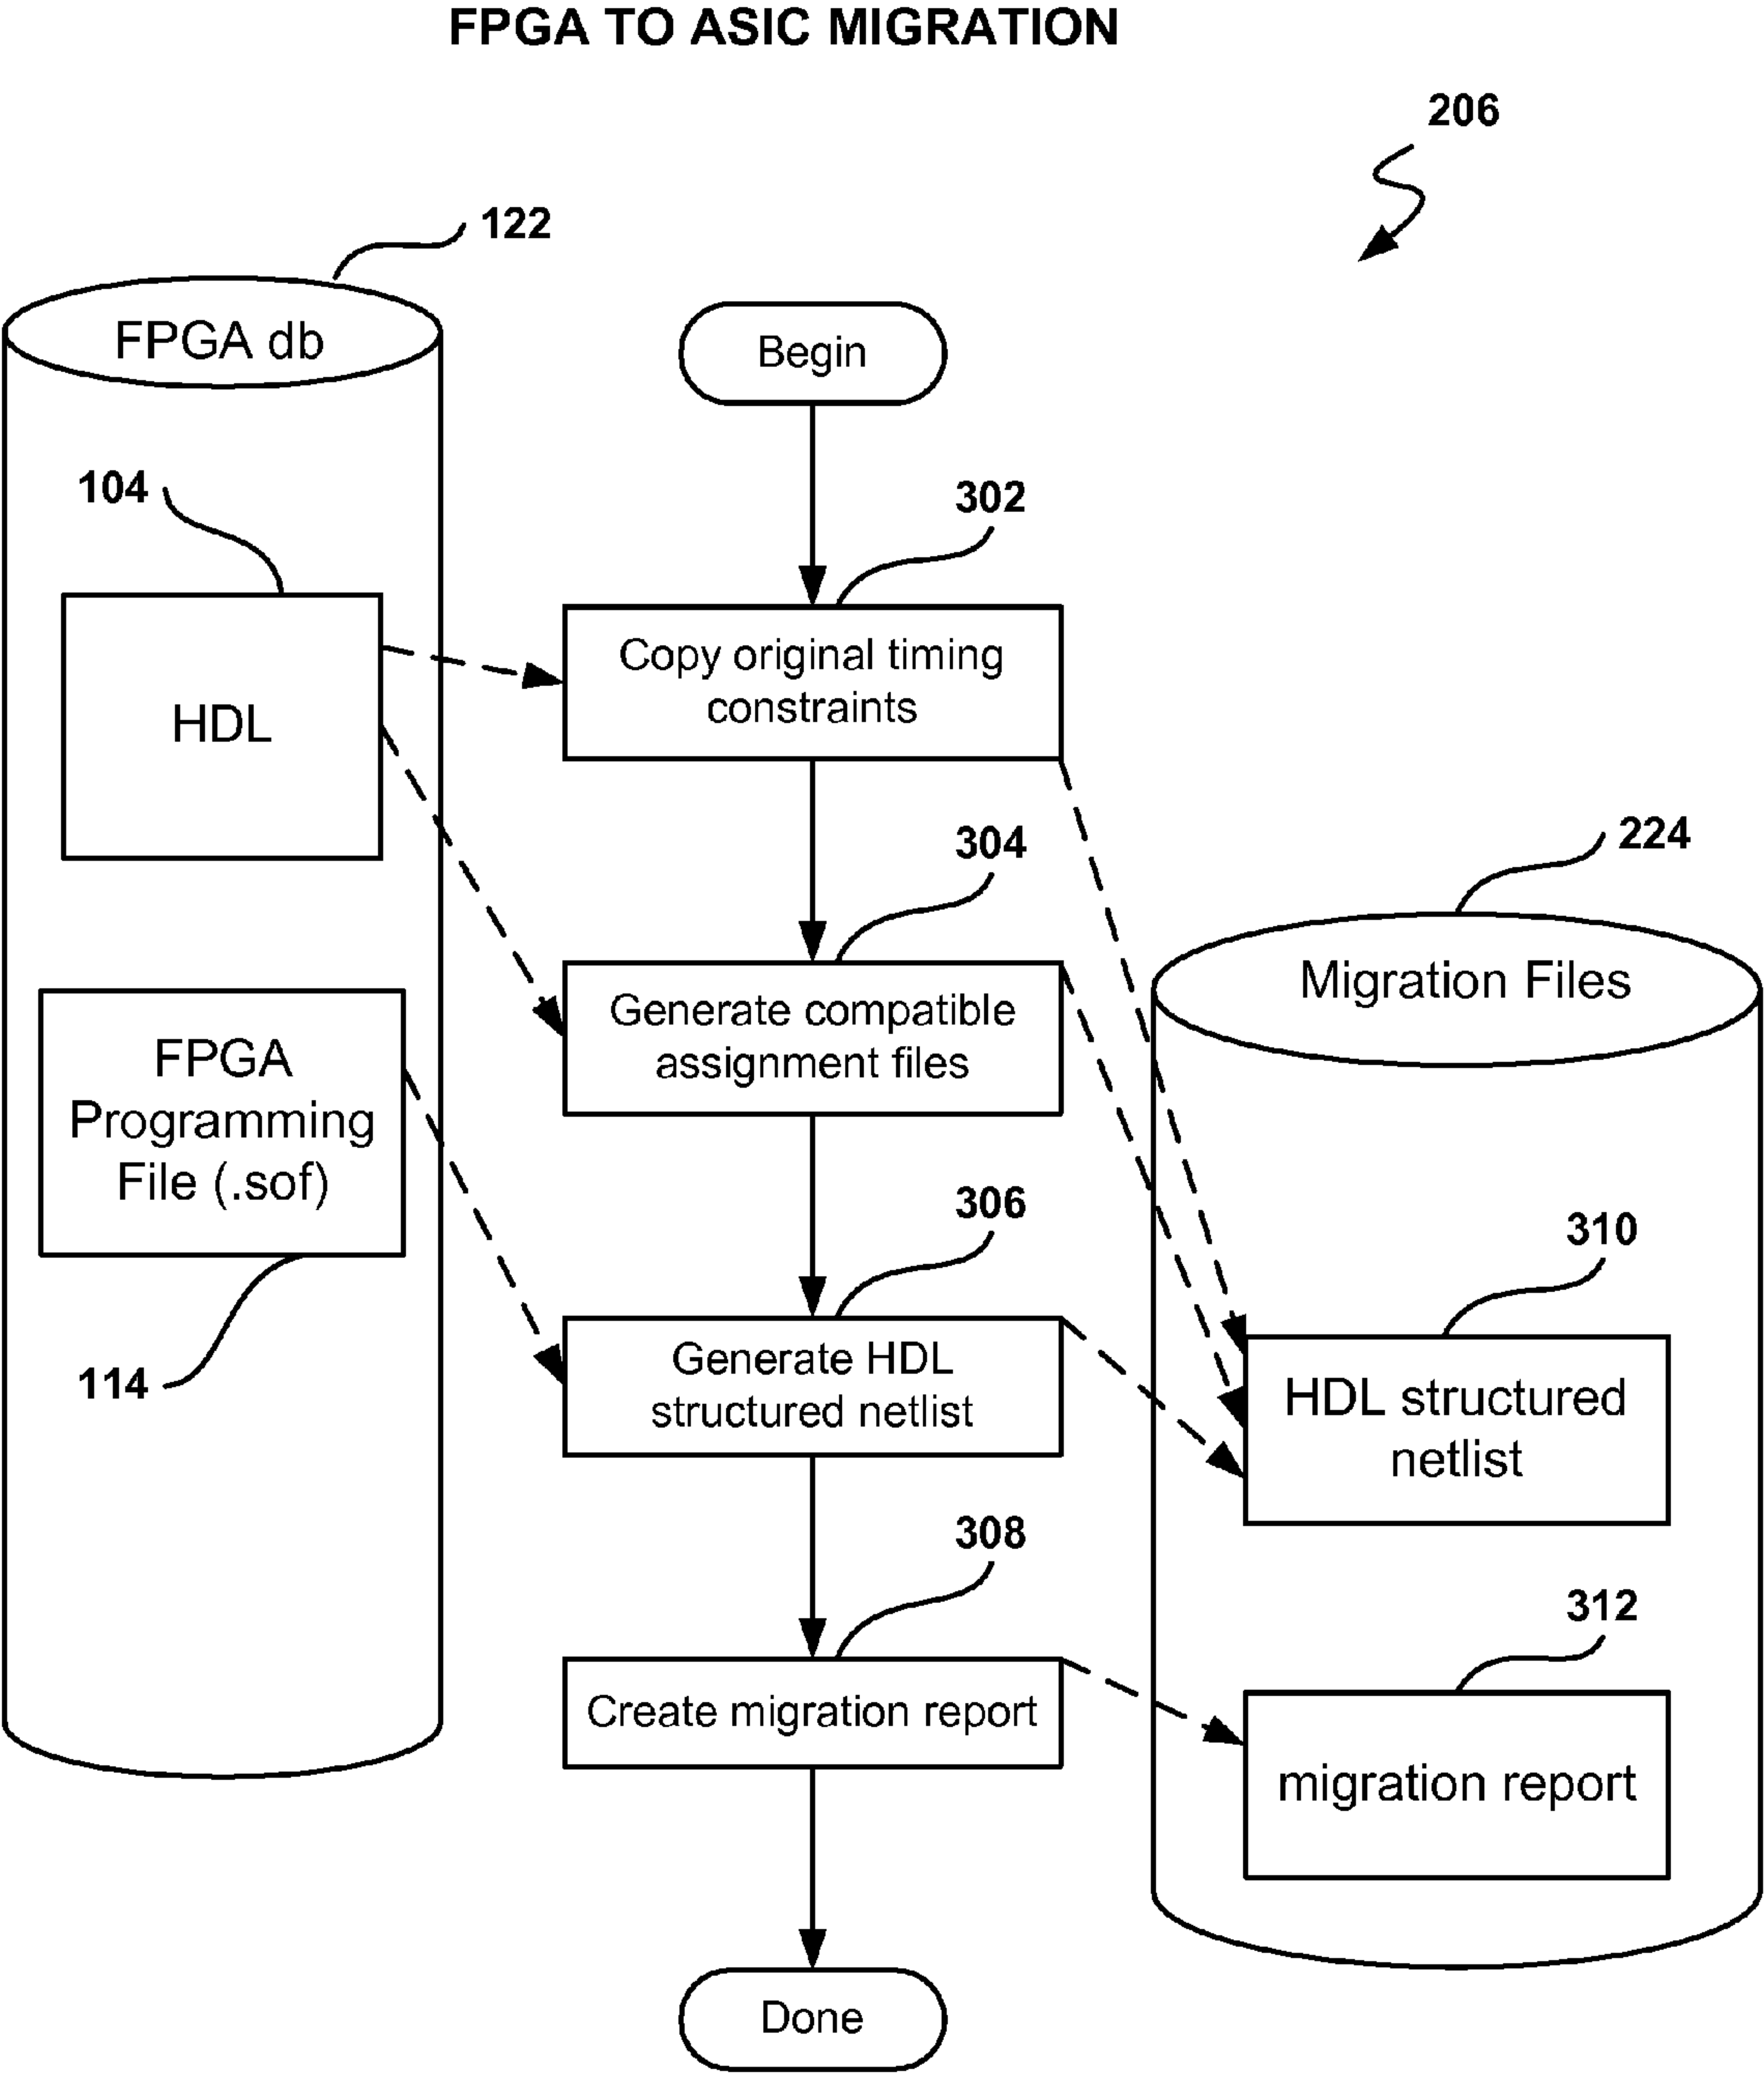 FPGA TO ASIC MIGRATION
206
122
FPGA db
Begin
104
302
HDL
Copy original timing
constraints
304
224
Migration Files
Generate compatible
assignment files
FPGA
Programming
File (.sof)
306
310
114
Generate HDL
structured netlist
HDL structured
netlist
308
312
Create migration report
migration report
Done